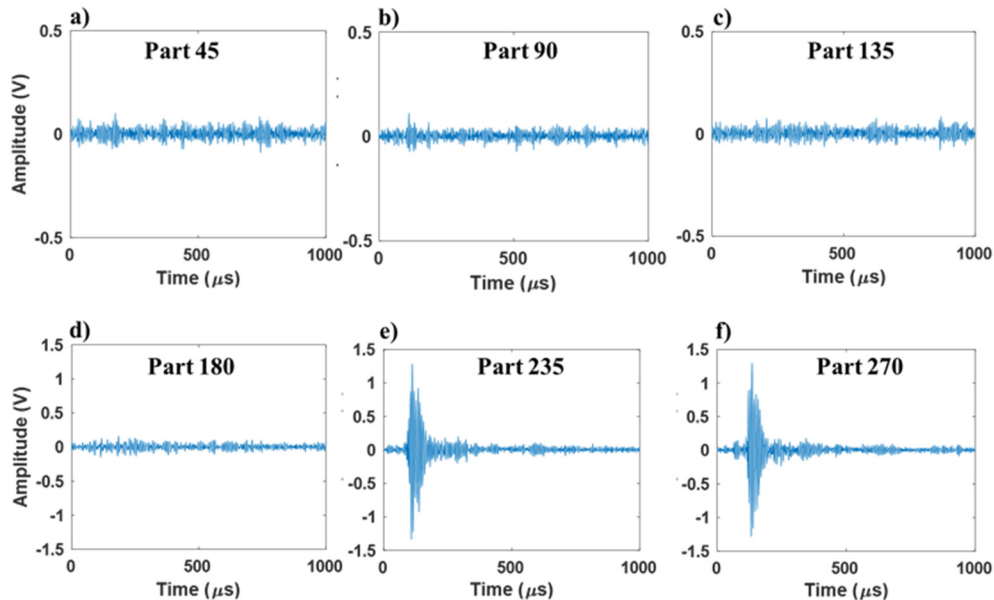 a)
Part 45
0.5
0
-0.5
Amplitude (V)
0
500
1000
Time (μs)
b)
Part 90
0.5
0
-0.5
0
500
1000
Time (μs)
c)
Part 135
0.5
0
-0.5
0
500
1000
Time (μs)
d)
Part 180
1.5
1
0.5
0
-0.5
-1
-1.5
Amplitude (V)
0
500
1000
Time (μs)
e)
Part 235
1.5
1
0.5
0
-0.5
-1
-1.5
0
500
1000
Time (μs)
f)
Part 270
1.5
1
0.5
0
-0.5
-1
-1.5
0
500
1000
Time (μs)